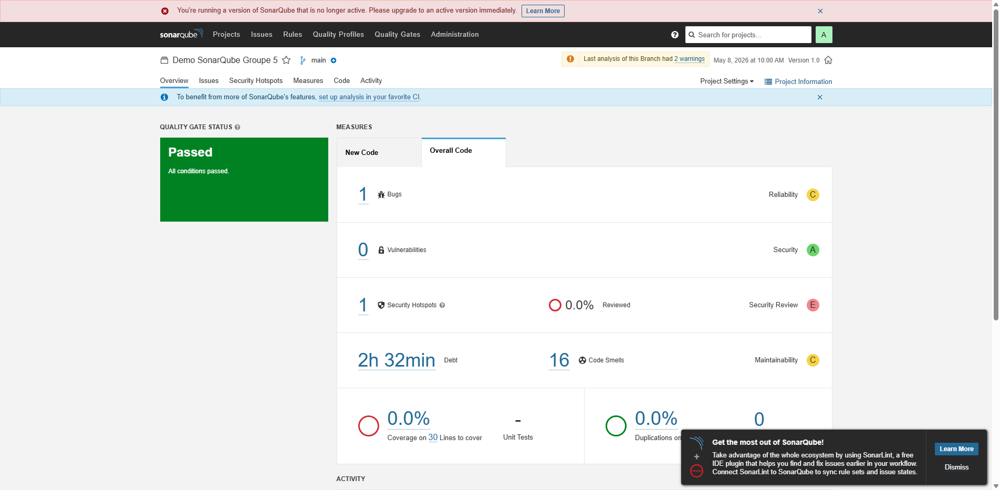 You're running a version of SonarQube that is no longer active. Please upgrade to an active version immediately. Learn More
sonarqube Projects Issues Rules Quality Profiles Quality Gates Administration Search for projects... A
Demo SonarQube Groupe 5 main Last analysis of this Branch had 2 warnings May 8, 2026 at 10:00 AM Version 1.0
Overview Issues Security Hotspots Measures Code Activity Project Settings Project Information
To benefit from more of SonarQube's features, set up analysis in your favorite CI.
QUALITY GATE STATUS
Passed
All conditions passed.
MEASURES
New Code Overall Code
1 Bugs Reliability C
0 Vulnerabilities Security A
1 Security Hotspots 0.0% Reviewed Security Review E
2h 32min Debt 16 Code Smells Maintainability C
0.0% - 0.0% 0
Coverage on 30 Lines to cover Unit Tests Duplications on
Get the most out of SonarQube!
Take advantage of the whole ecosystem by using SonarLint, a free
IDE plugin that helps you find and fix issues earlier in your workflow.
Connect SonarLint to SonarQube to sync rule sets and issue states.
Learn More
Dismiss
ACTIVITY